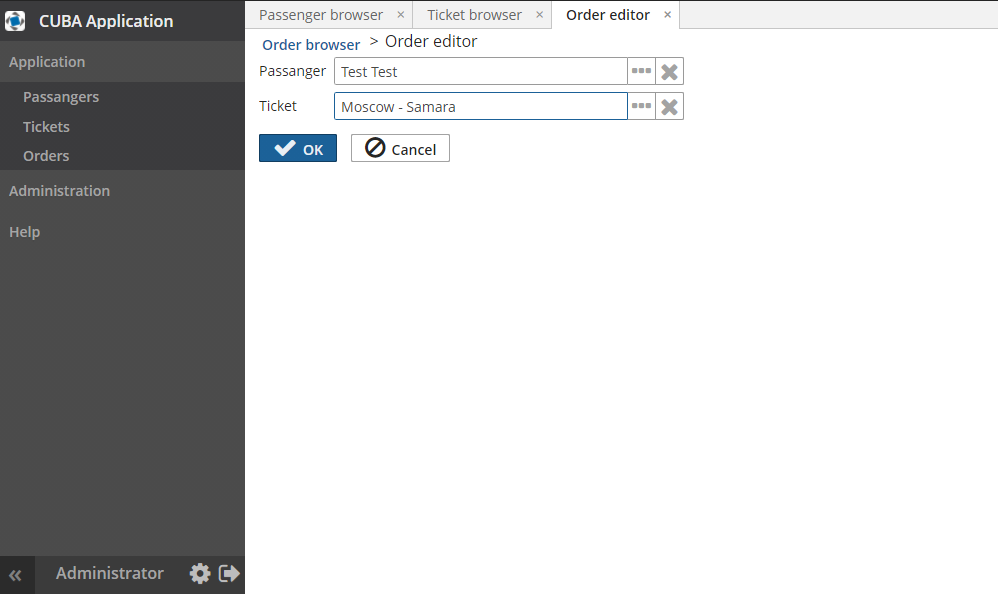 CUBA Application
Application
Passangers
Tickets
Orders
Administration
Help
Administrator
Passenger browser × Ticket browser × Order editor ×
Order browser > Order editor
Passanger Test Test
Ticket Moscow - Samara
OK Cancel